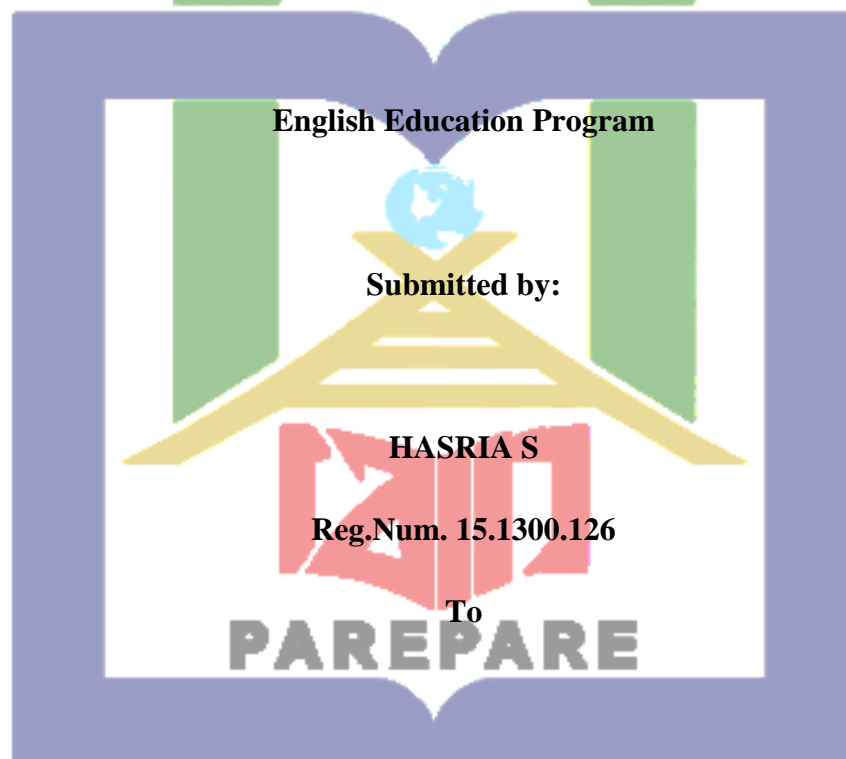 English Education Program
Submitted by:
HASRIA S
Reg.Num. 15.1300.126
To
PAREPARE